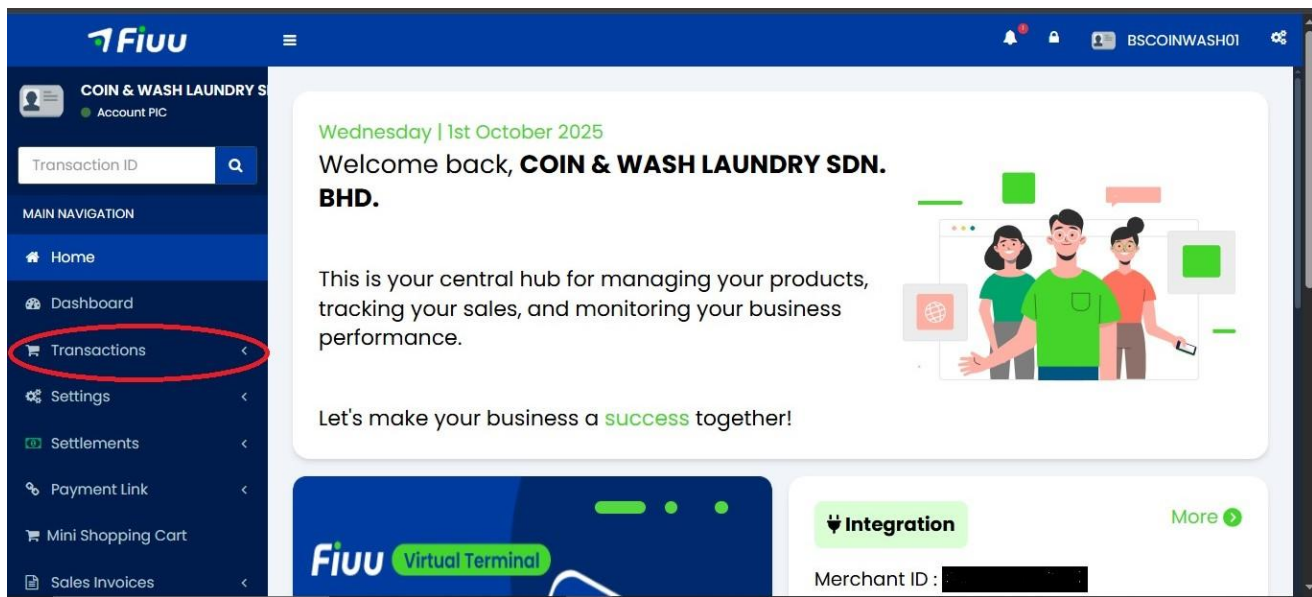 Fiuu
BSCOINWASH01
COIN & WASH LAUNDRY S
Account PIC
Transaction ID
MAIN NAVIGATION
Home
Dashboard
Transactions
Settings
Settlements
Payment Link
Mini Shopping Cart
Sales Invoices
Wednesday | 1st October 2025
Welcome back, COIN & WASH LAUNDRY SDN.
BHD.
This is your central hub for managing your products,
tracking your sales, and monitoring your business
performance.
Let's make your business a success together!
Fiuu Virtual Terminal
Integration
More
Merchant ID :